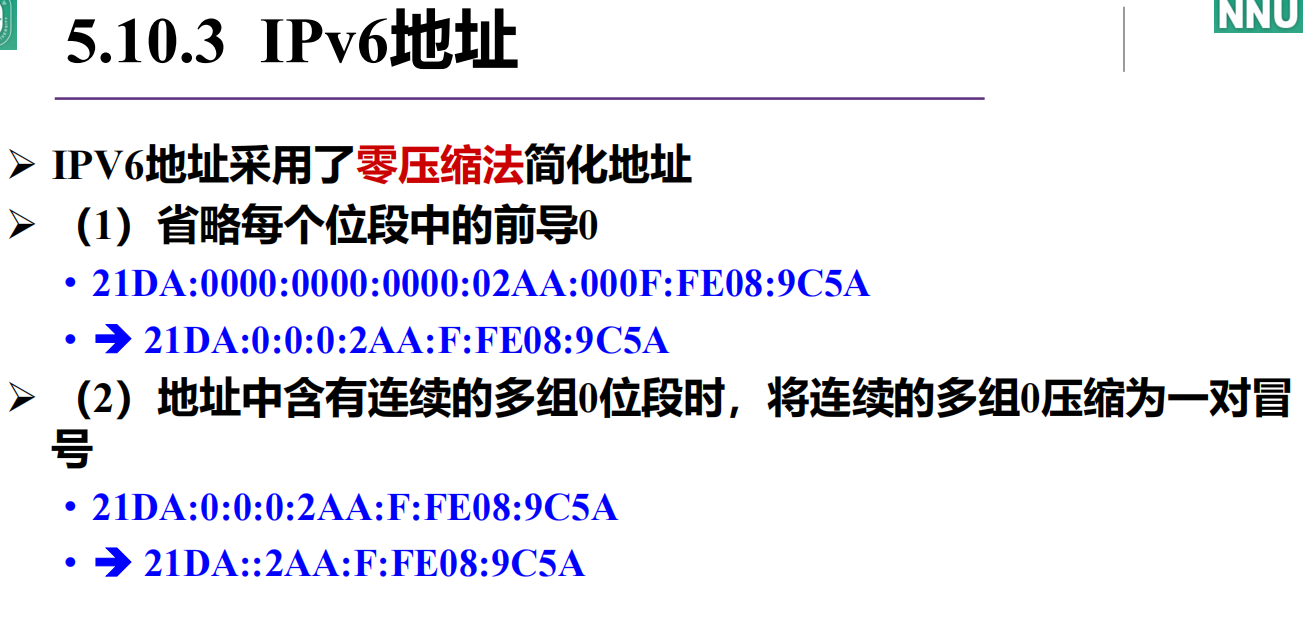 5.10.3 IPv6地址
NNU
➢ IPV6地址采用了零压缩法简化地址
➢ （1）省略每个位段中的前导0
• 21DA:0000:0000:0000:02AA:000F:FE08:9C5A
• ➔ 21DA:0:0:0:2AA:F:FE08:9C5A
➢ （2）地址中含有连续的多组0位段时，将连续的多组0压缩为一对冒
号
• 21DA:0:0:0:2AA:F:FE08:9C5A
• ➔ 21DA::2AA:F:FE08:9C5A